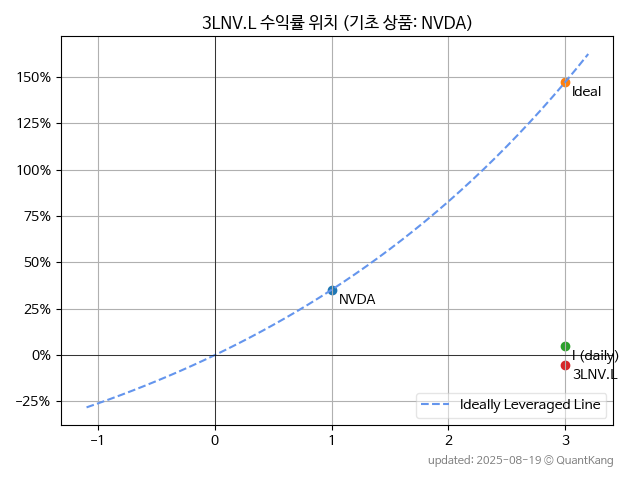 3LNV.L 수익률 위치 (기초 상품: NVDA)
150%
125%
100%
75%
50%
25%
0%
−25%
Ideal
NVDA
I (daily)
3LNV.L
Ideally Leveraged Line
−1
0
1
2
3
updated: 2025-08-19 © QuantKang